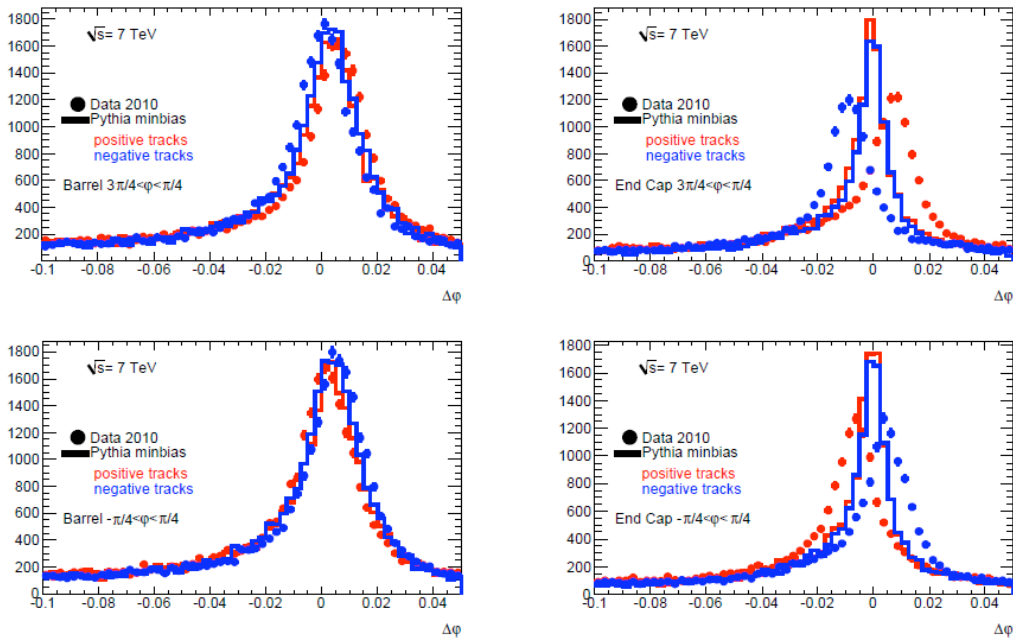 1800
1600
1400
1200
1000
800
600
400
200
0
√s= 7 TeV
Data 2010
Pythia minbias
positive tracks
negative tracks
Barrel 3π/4<φ<π/4
-0.1 -0.08 -0.06 -0.04 -0.02 0 0.02 0.04
Δφ
1800
1600
1400
1200
1000
800
600
400
200
0
√s= 7 TeV
Data 2010
Pythia minbias
positive tracks
negative tracks
End Cap 3π/4<φ<π/4
-0.1 -0.08 -0.06 -0.04 -0.02 0 0.02 0.04
Δφ
1800
1600
1400
1200
1000
800
600
400
200
0
√s= 7 TeV
Data 2010
Pythia minbias
positive tracks
negative tracks
Barrel -π/4<φ<π/4
-0.1 -0.08 -0.06 -0.04 -0.02 0 0.02 0.04
Δφ
1800
1600
1400
1200
1000
800
600
400
200
0
√s= 7 TeV
Data 2010
Pythia minbias
positive tracks
negative tracks
End Cap -π/4<φ<π/4
-0.1 -0.08 -0.06 -0.04 -0.02 0 0.02 0.04
Δφ